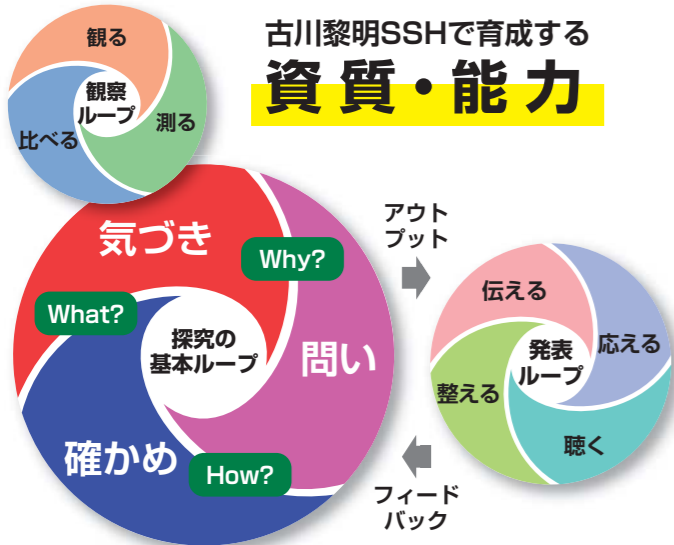 古川黎明SSHで育成する
資質・能力
観る
観察
ループ
測る
比べる
気づき
Why?
What?
探究の
基本ループ
問い
確かめ
How?
アウト
プット
伝える
応える
発表
ループ
整える
聴く
フィード
バック